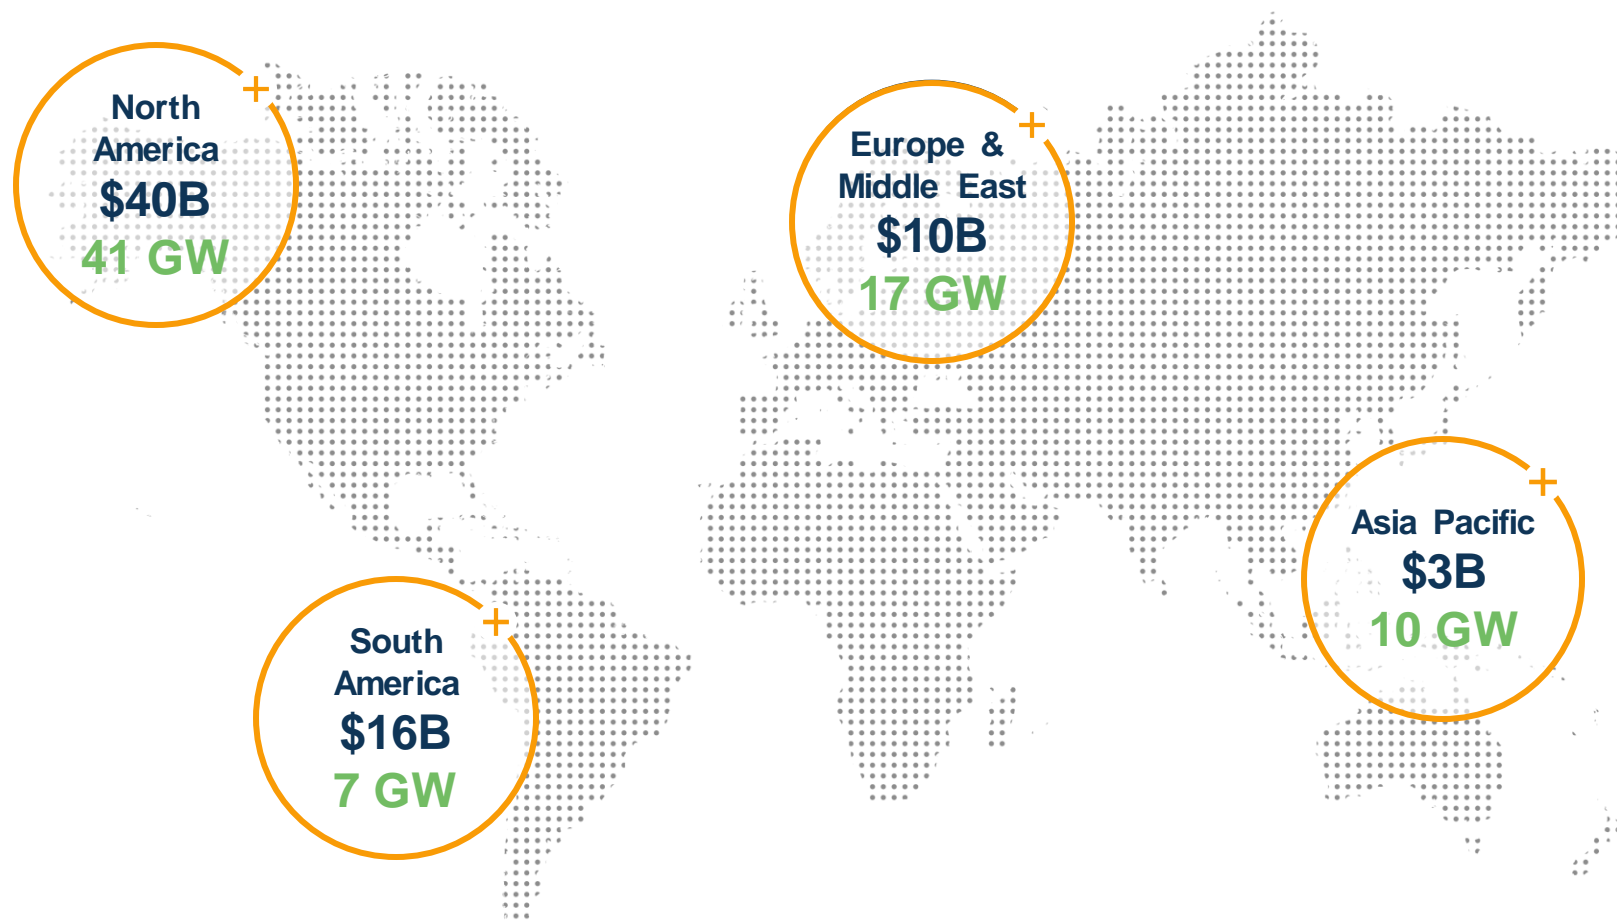 North
America
$40B
41 GW
Europe &
Middle East
$10B
17 GW
Asia Pacific
$3B
10 GW
South
America
$16B
7 GW